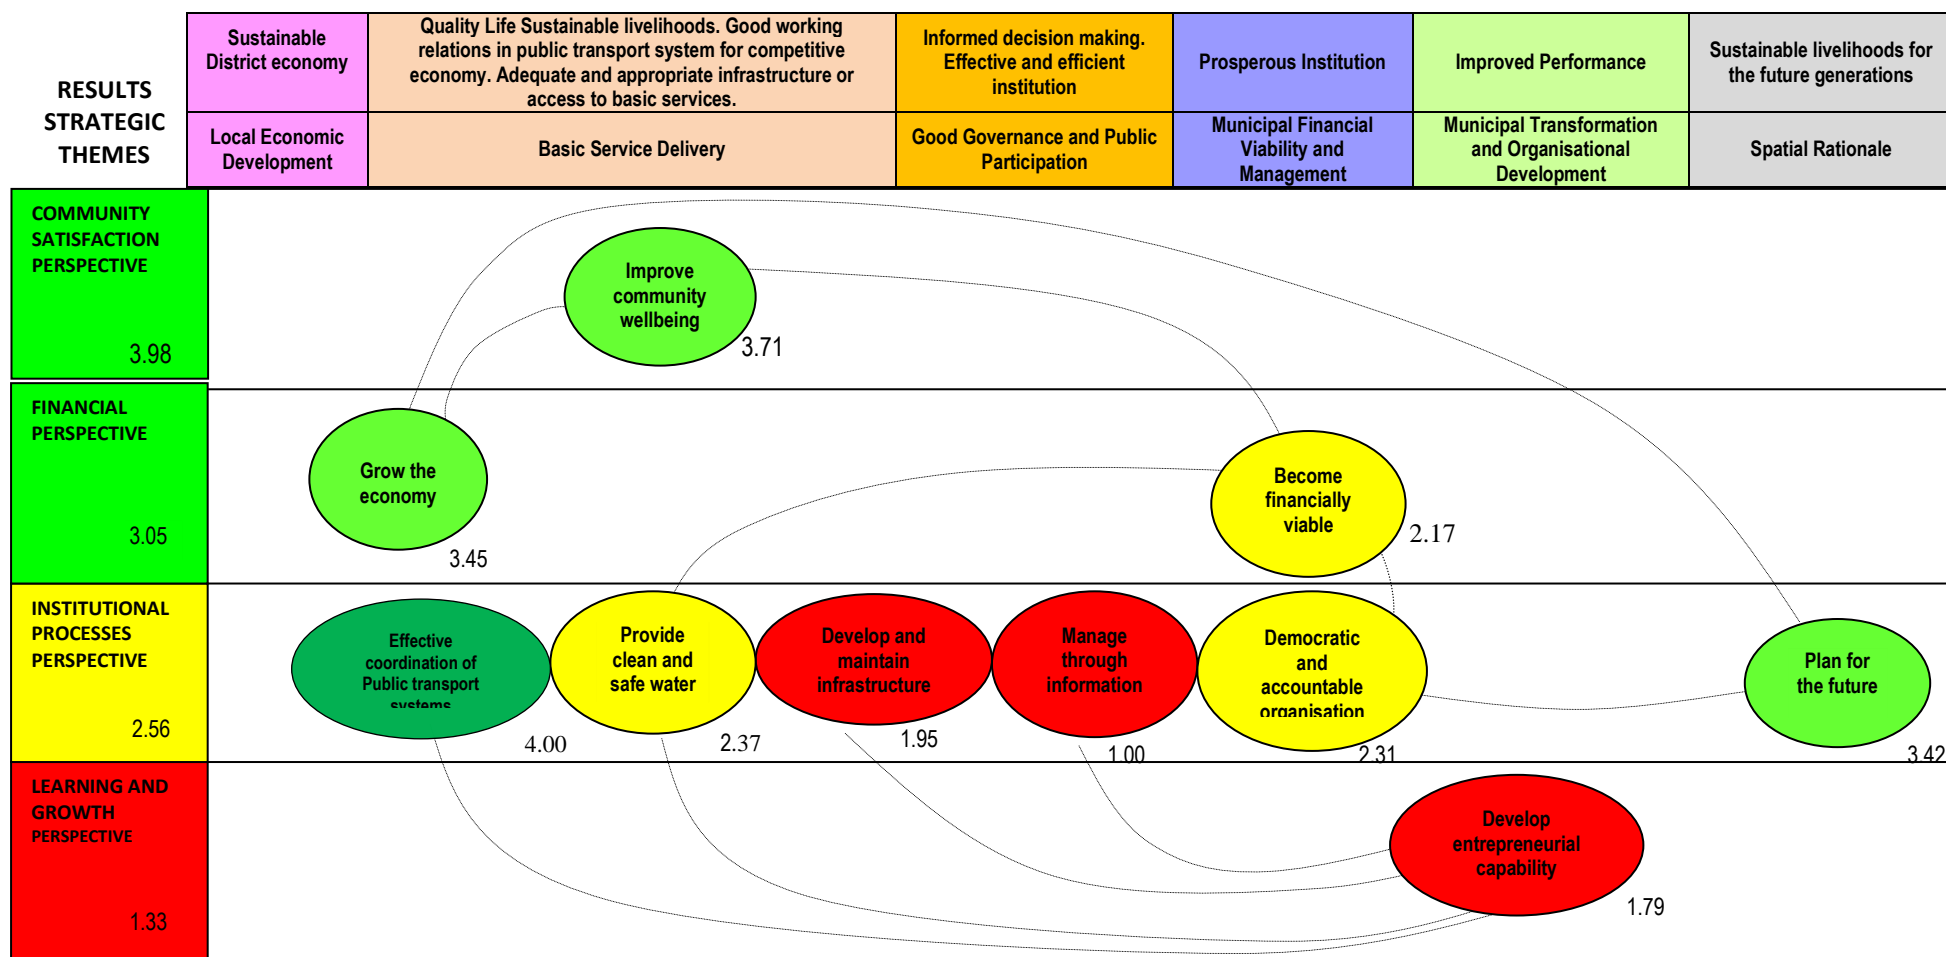 RESULTS
STRATEGIC
THEMES
Sustainable
District economy
Quality Life Sustainable livelihoods. Good working
relations in public transport system for competitive
economy. Adequate and appropriate infrastructure or
access to basic services.
Informed decision making.
Effective and efficient
institution
Prosperous Institution
Improved Performance
Sustainable livelihoods for
the future generations
Local Economic
Development
Basic Service Delivery
Good Governance and Public
Participation
Municipal Financial
Viability and
Management
Municipal Transformation
and Organisational
Development
Spatial Rationale
COMMUNITY
SATISFACTION
PERSPECTIVE
3.98
Improve
community
wellbeing
3.71
FINANCIAL
PERSPECTIVE
3.05
Grow the
economy
3.45
Become
financially
viable
2.17
INSTITUTIONAL
PROCESSES
PERSPECTIVE
2.56
Effective
coordination of
Public transport
systems
4.00
Provide
clean and
safe water
2.37
Develop and
maintain
infrastructure
1.95
Manage
through
information
1.00
Democratic
and
accountable
organisation
2.31
Plan for
the future
3.42
LEARNING AND
GROWTH
PERSPECTIVE
1.33
Develop
entrepreneurial
capability
1.79